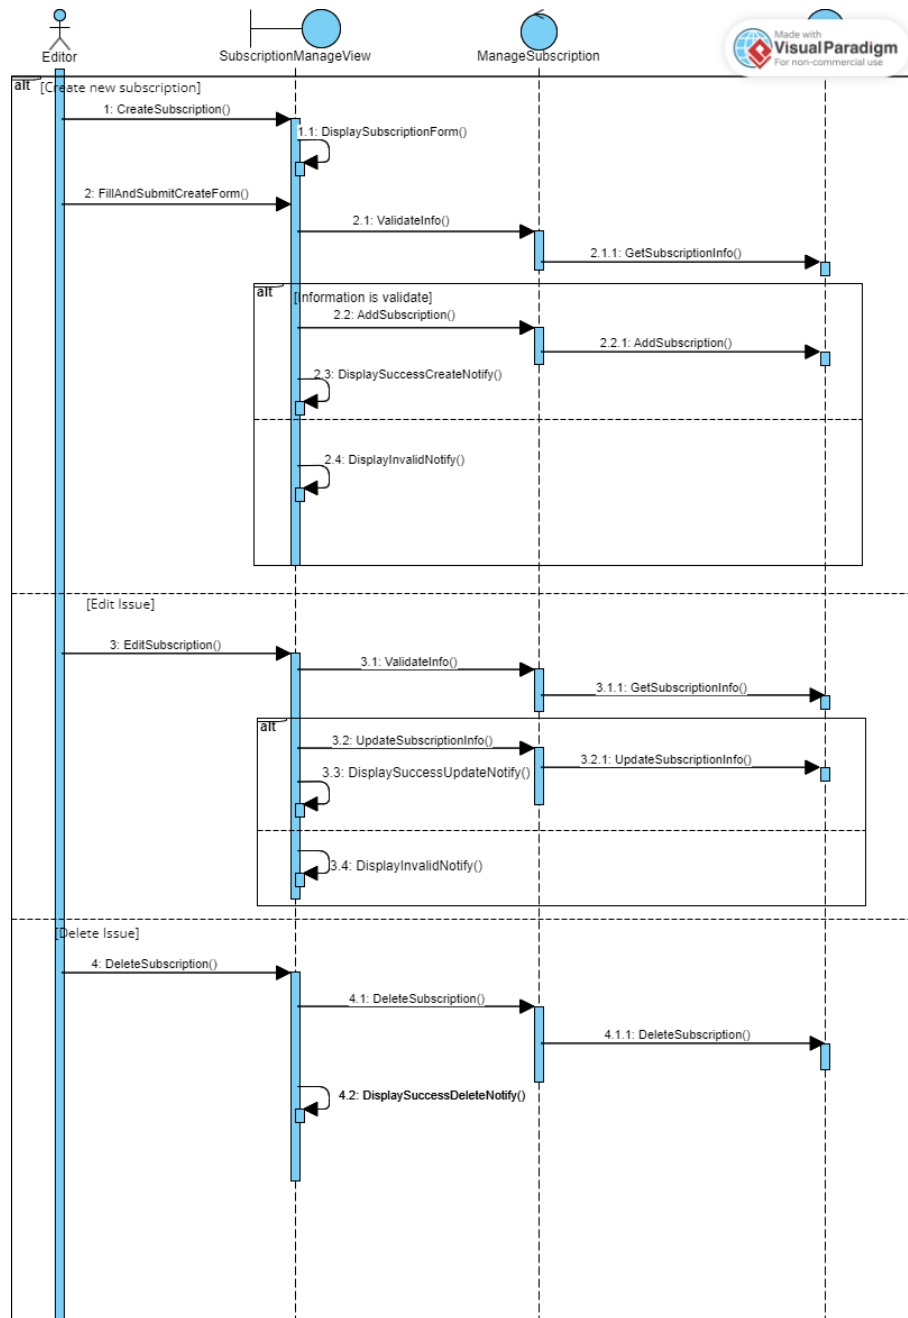 Made with
VisualParadigm
For non-commercial use
Editor
SubscriptionManageView
ManageSubscription
alt
[Create new subscription]
1: CreateSubscription()
1.1: DisplaySubscriptionForm()
2: FillAndSubmitCreateForm()
2.1: ValidateInfo()
2.1.1: GetSubscriptionInfo()
alt
[Information is validate]
2.2: AddSubscription()
2.2.1: AddSubscription()
2.3: DisplaySuccessCreateNotify()
2.4: DisplayInvalidNotify()
[Edit Issue]
3: EditSubscription()
3.1: ValidateInfo()
3.1.1: GetSubscriptionInfo()
alt
3.2: UpdateSubscriptionInfo()
3.2.1: UpdateSubscriptionInfo()
3.3: DisplaySuccessUpdateNotify()
3.4: DisplayInvalidNotify()
[Delete Issue]
4: DeleteSubscription()
4.1: DeleteSubscription()
4.1.1: DeleteSubscription()
4.2: DisplaySuccessDeleteNotify()